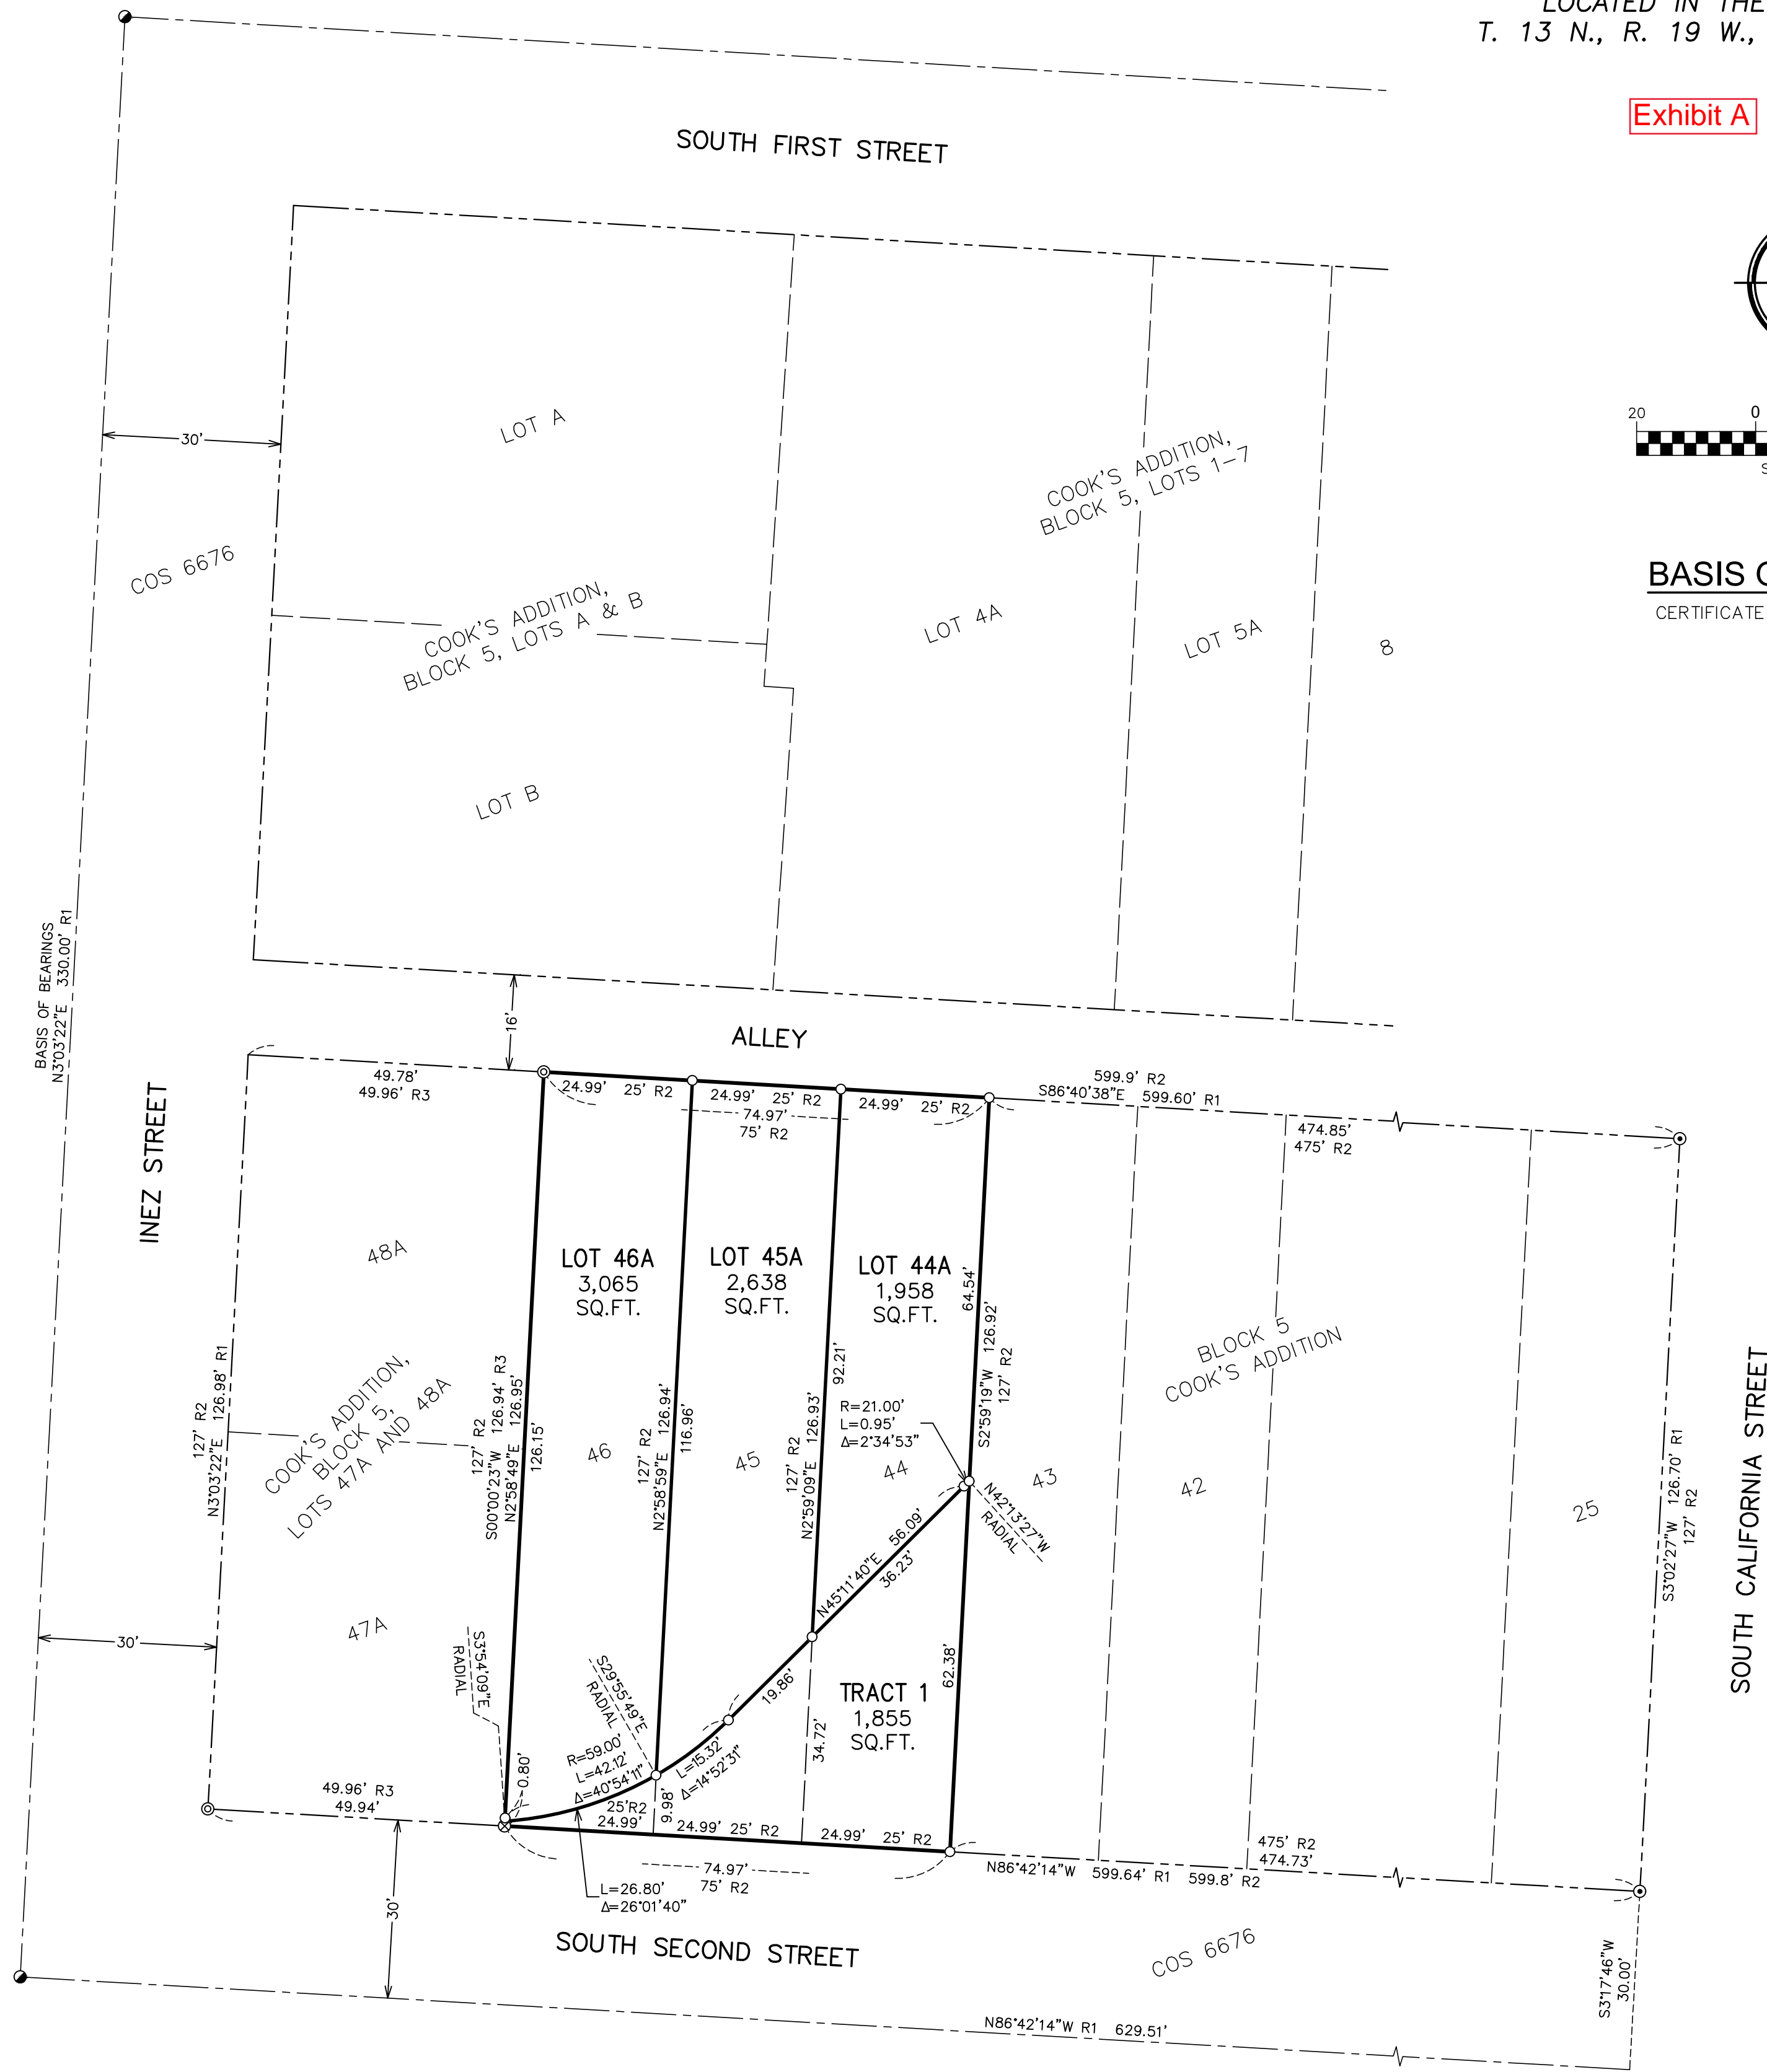 LOCATED IN THE
T. 13 N., R. 19 W.,
Exhibit A
SOUTH FIRST STREET
20 0
S
BASIS O
CERTIFICATE
30'
COS 6676
LOT A
COOK'S ADDITION,
BLOCK 5, LOTS A & B
LOT B
COOK'S ADDITION,
BLOCK 5, LOTS 1-7
LOT 4A
LOT 5A
8
BASIS OF BEARINGS
N3°03'22"E 330.00' R1
INEZ STREET
16'
ALLEY
49.78'
49.96' R3
24.99' 25' R2
24.99' 25' R2
24.99' 25' R2
74.97'
75' R2
599.9' R2
S86°40'38"E 599.60' R1
474.85'
475' R2
48A
LOT 46A
3,065
SQ.FT.
LOT 45A
2,638
SQ.FT.
LOT 44A
1,958
SQ.FT.
64.54'
S2°59'19"W 126.92'
127' R2
BLOCK 5
COOK'S ADDITION
127' R2
N3°03'22"E 126.98' R1
COOK'S ADDITION,
BLOCK 5,
LOTS 47A AND 48A
127' R2
S00°00'23"W 126.94' R3
N2°58'49"E 126.95'
126.15'
46
127' R2
N2°58'59"E 126.94'
116.96'
45
127' R2
N2°59'09"E 126.93'
92.21'
R=21.00'
L=0.95'
Δ=2°34'53"
44
43
42
25
N42°13'27"W
RADIAL
S3°02'27"W 126.70' R1
127' R2
SOUTH CALIFORNIA STREET
N45°11'40"E 56.09'
36.23'
47A
30'
S3°54'09"E
RADIAL
S29°55'49"E
RADIAL
19.86'
62.38'
TRACT 1
1,855
SQ.FT.
34.72'
R=59.00'
L=42.12'
Δ=40°54'11"
L=15.32'
Δ=14°52'31"
0.80'
9.98'
49.96' R3
49.94'
25'R2
24.99'
24.99' 25' R2
24.99' 25' R2
74.97'
75' R2
L=26.80'
Δ=26°01'40"
N86°42'14"W 599.64' R1 599.8' R2
475' R2
474.73'
30'
SOUTH SECOND STREET
COS 6676
S3°17'46"W
30.00'
N86°42'14"W R1 629.51'